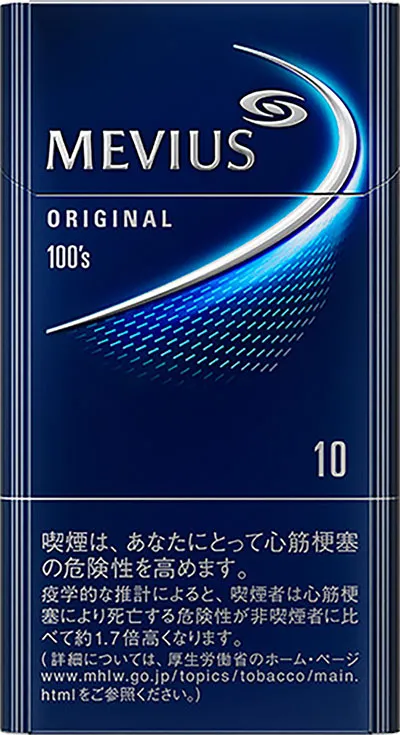 MEVIUS
ORIGINAL
100's
10
喫煙は、あなたにとって心筋梗塞
の危険性を高めます。
疫学的な推計によると、喫煙者は心筋梗
塞により死亡する危険性が非喫煙者に比
べて約1.7倍高くなります。
(詳細については、厚生労働省のホーム・ページ
www.mhlw.go.jp/topics/tobacco/main.
htmlをご参照ください。)